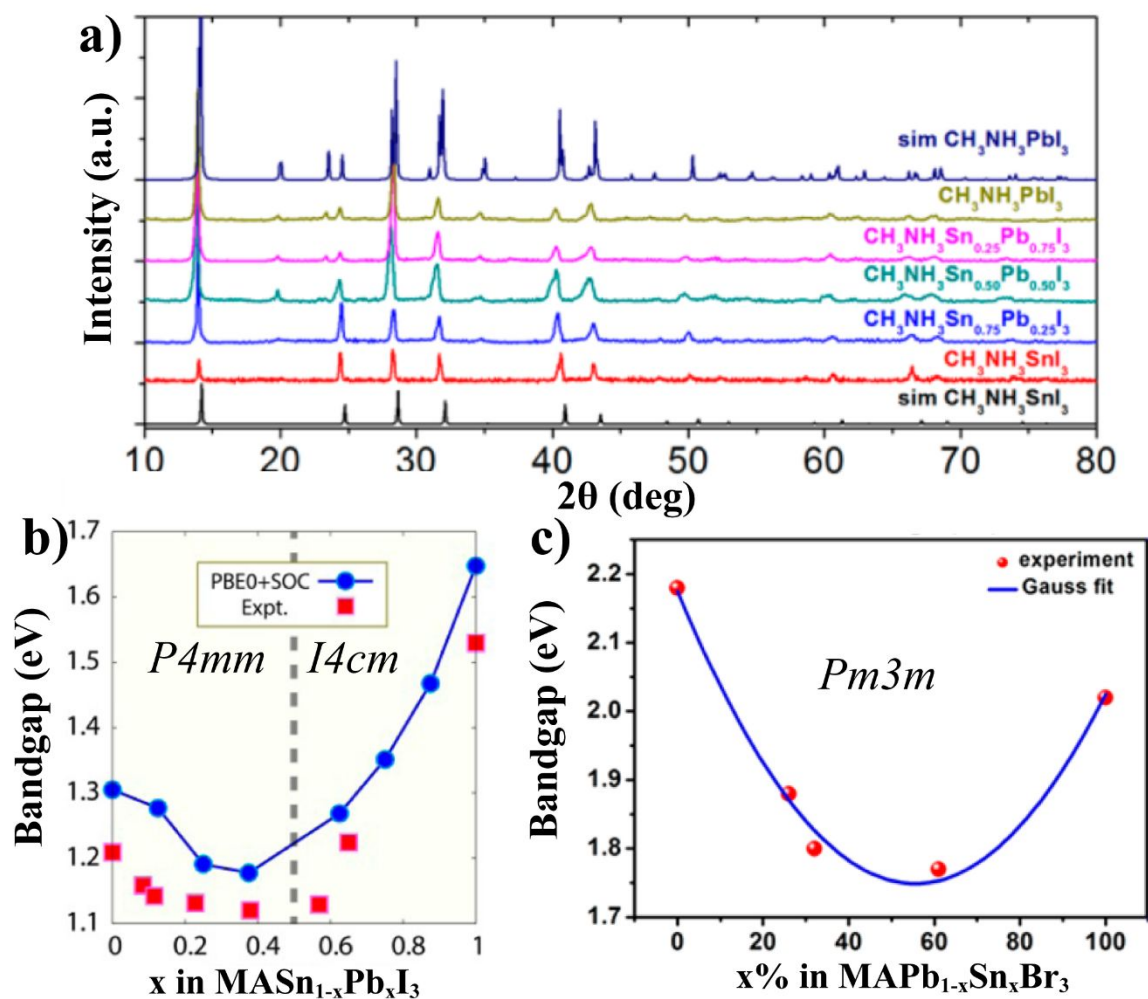 a)
Intensity (a.u.)
sim CH₃NH₃PbI₃
CH₃NH₃PbI₃
CH₃NH₃Sn₀.₂₅Pb₀.₇₅I₃
CH₃NH₃Sn₀.₅₀Pb₀.₅₀I₃
CH₃NH₃Sn₀.₇₅Pb₀.₂₅I₃
CH₃NH₃SnI₃
sim CH₃NH₃SnI₃
10 20 30 40 50 60 70 80
2θ (deg)
b)
Bandgap (eV)
1.7
1.6
1.5
1.4
1.3
1.2
1.1
PBE0+SOC
Expt.
P4mm I4cm
0 0.2 0.4 0.6 0.8 1
x in MASn₁₋ₓPbₓI₃
c)
Bandgap (eV)
2.2
2.1
2.0
1.9
1.8
1.7
experiment
Gauss fit
Pm3m
0 20 40 60 80 100
x% in MAPb₁₋ₓSnₓBr₃